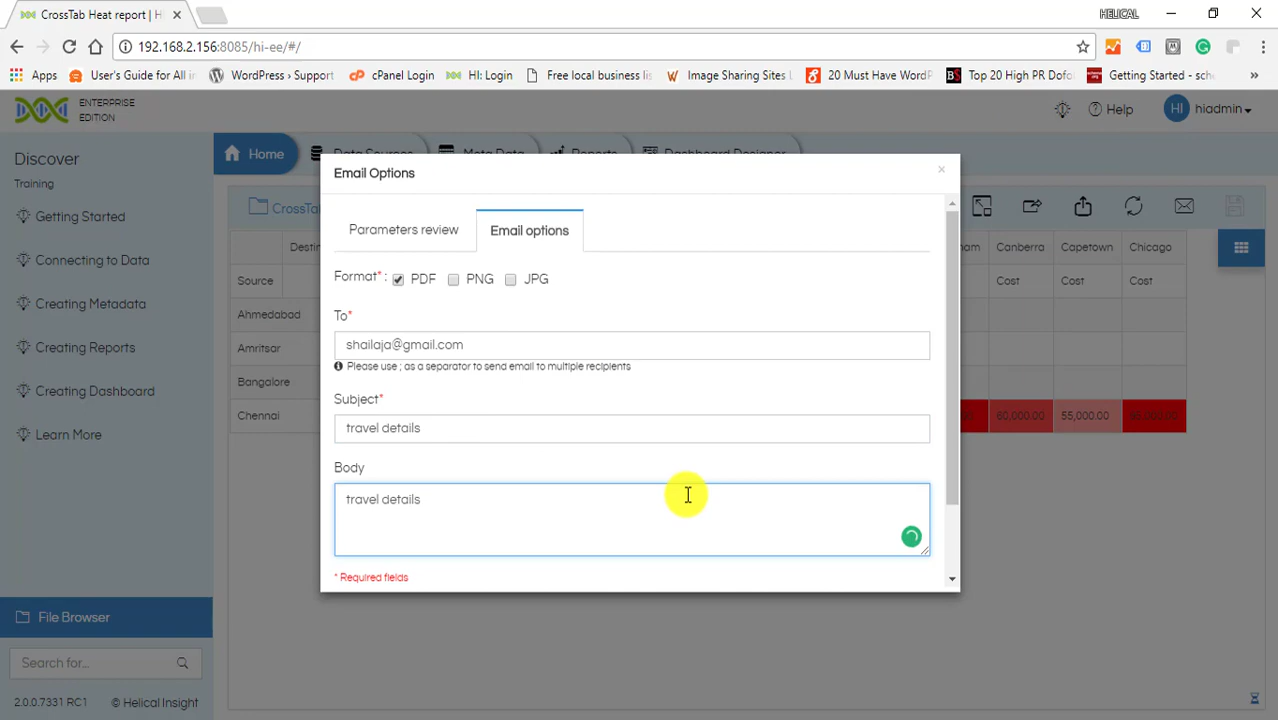 CrossTab Heat report | Hi
HELICAL
192.168.2.156:8085/hi-ee/#/
Apps
User's Guide for All in
WordPress › Support
cPanel Login
HI: Login
Free local business lis
Image Sharing Sites
20 Must Have WordP
Top 20 High PR Dofo
Getting Started - sche
»
ENTERPRISE
EDITION
Help
HI
hiadmin
Discover
Training
Getting Started
Connecting to Data
Creating Metadata
Creating Reports
Creating Dashboard
Learn More
File Browser
Search for...
2.0.0.7331 RC1 © Helical Insight
Home
Data Sources
Meta Data
Reports
Dashboard Designer
CrossTa
Destin
Source
Ahmedabad
Amritsar
Bangalore
Chennai
Email Options
×
Parameters review
Email options
Format* : PDF PNG JPG
To*
shailaja@gmail.com
Please use ; as a separator to send email to multiple recipients
Subject*
travel details
Body
travel details
* Required fields
ham Canberra Capetown Chicago
Cost Cost Cost
80,000.00 55,000.00